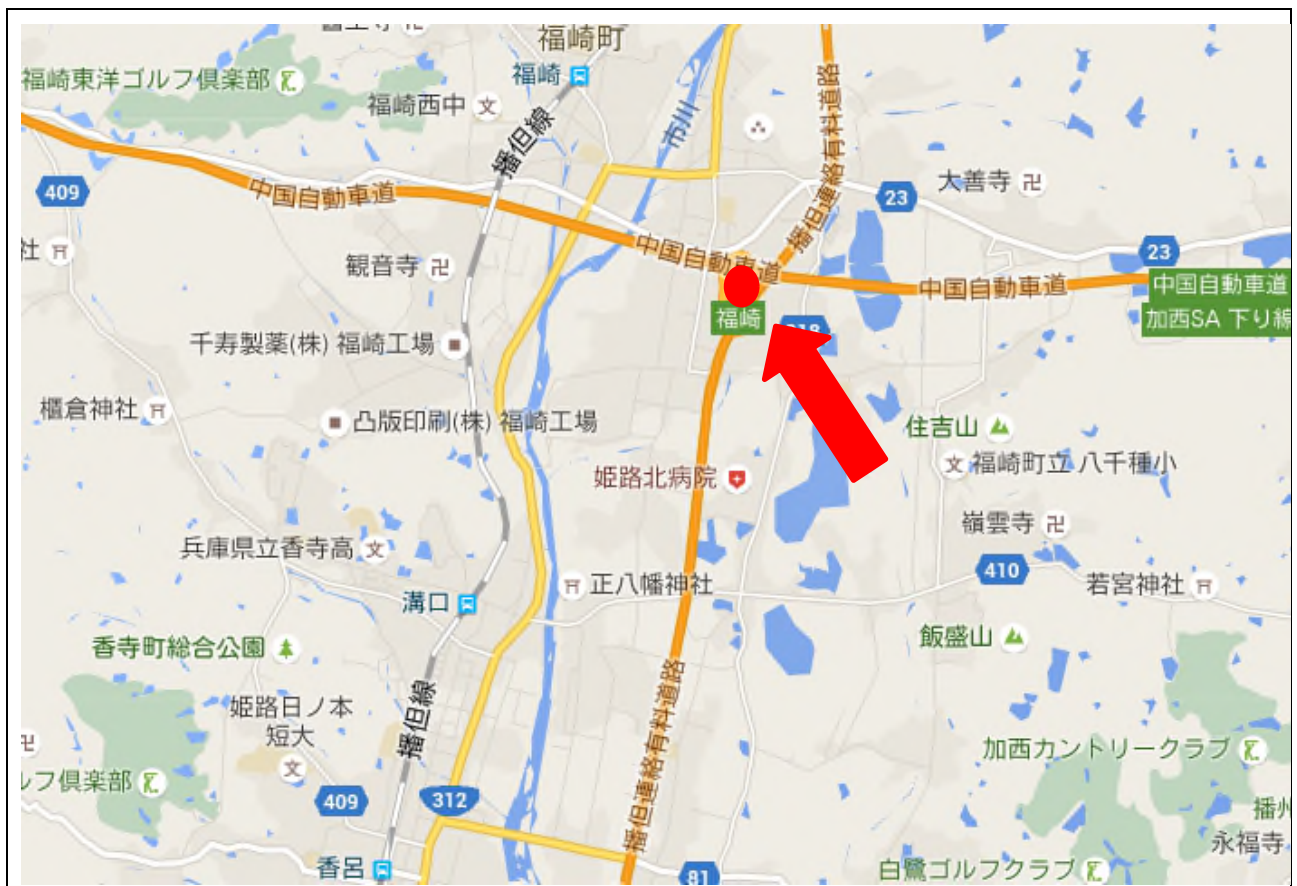 福崎町
福崎東洋ゴルフ倶楽部
福崎
福崎西中
市川
播但連絡有料道路
播但線
409
中国自動車道
大善寺
23
社
観音寺
中国自動車道
23
中国自動車道
中国自動車道
加西SA 下り線
福崎
千寿製薬(株) 福崎工場
櫃倉神社
凸版印刷(株) 福崎工場
住吉山
文
福崎町立 八千種小
姫路北病院
嶺雲寺
兵庫県立香寺高
文
410
溝口
正八幡神社
若宮神社
香寺町総合公園
飯盛山
播但線
播但連絡有料道路
姫路日ノ本
短大
文
加西カントリークラブ
ルフ倶楽部
409
312
播州
永福寺
香呂
81
白鷺ゴルフクラブ